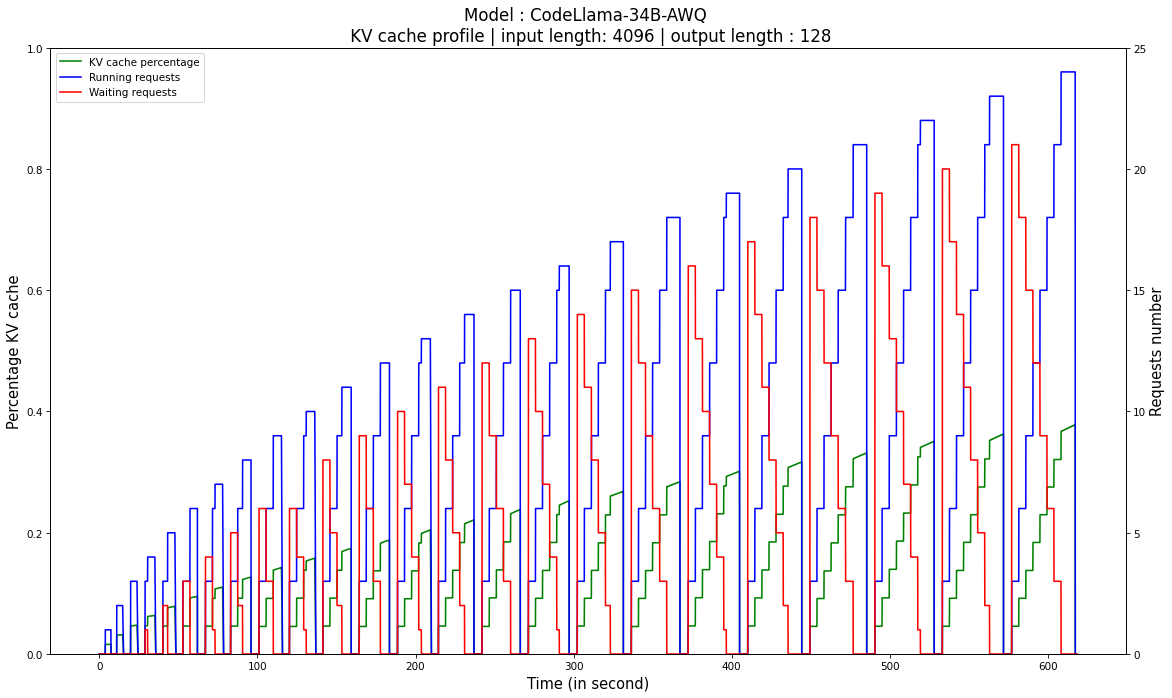 Model : CodeLlama-34B-AWQ
KV cache profile | input length: 4096 | output length : 128
KV cache percentage
Running requests
Waiting requests
1.0
0.8
0.6
0.4
0.2
0.0
Percentage KV cache
25
20
15
10
5
0
Requests number
0 100 200 300 400 500 600
Time (in second)